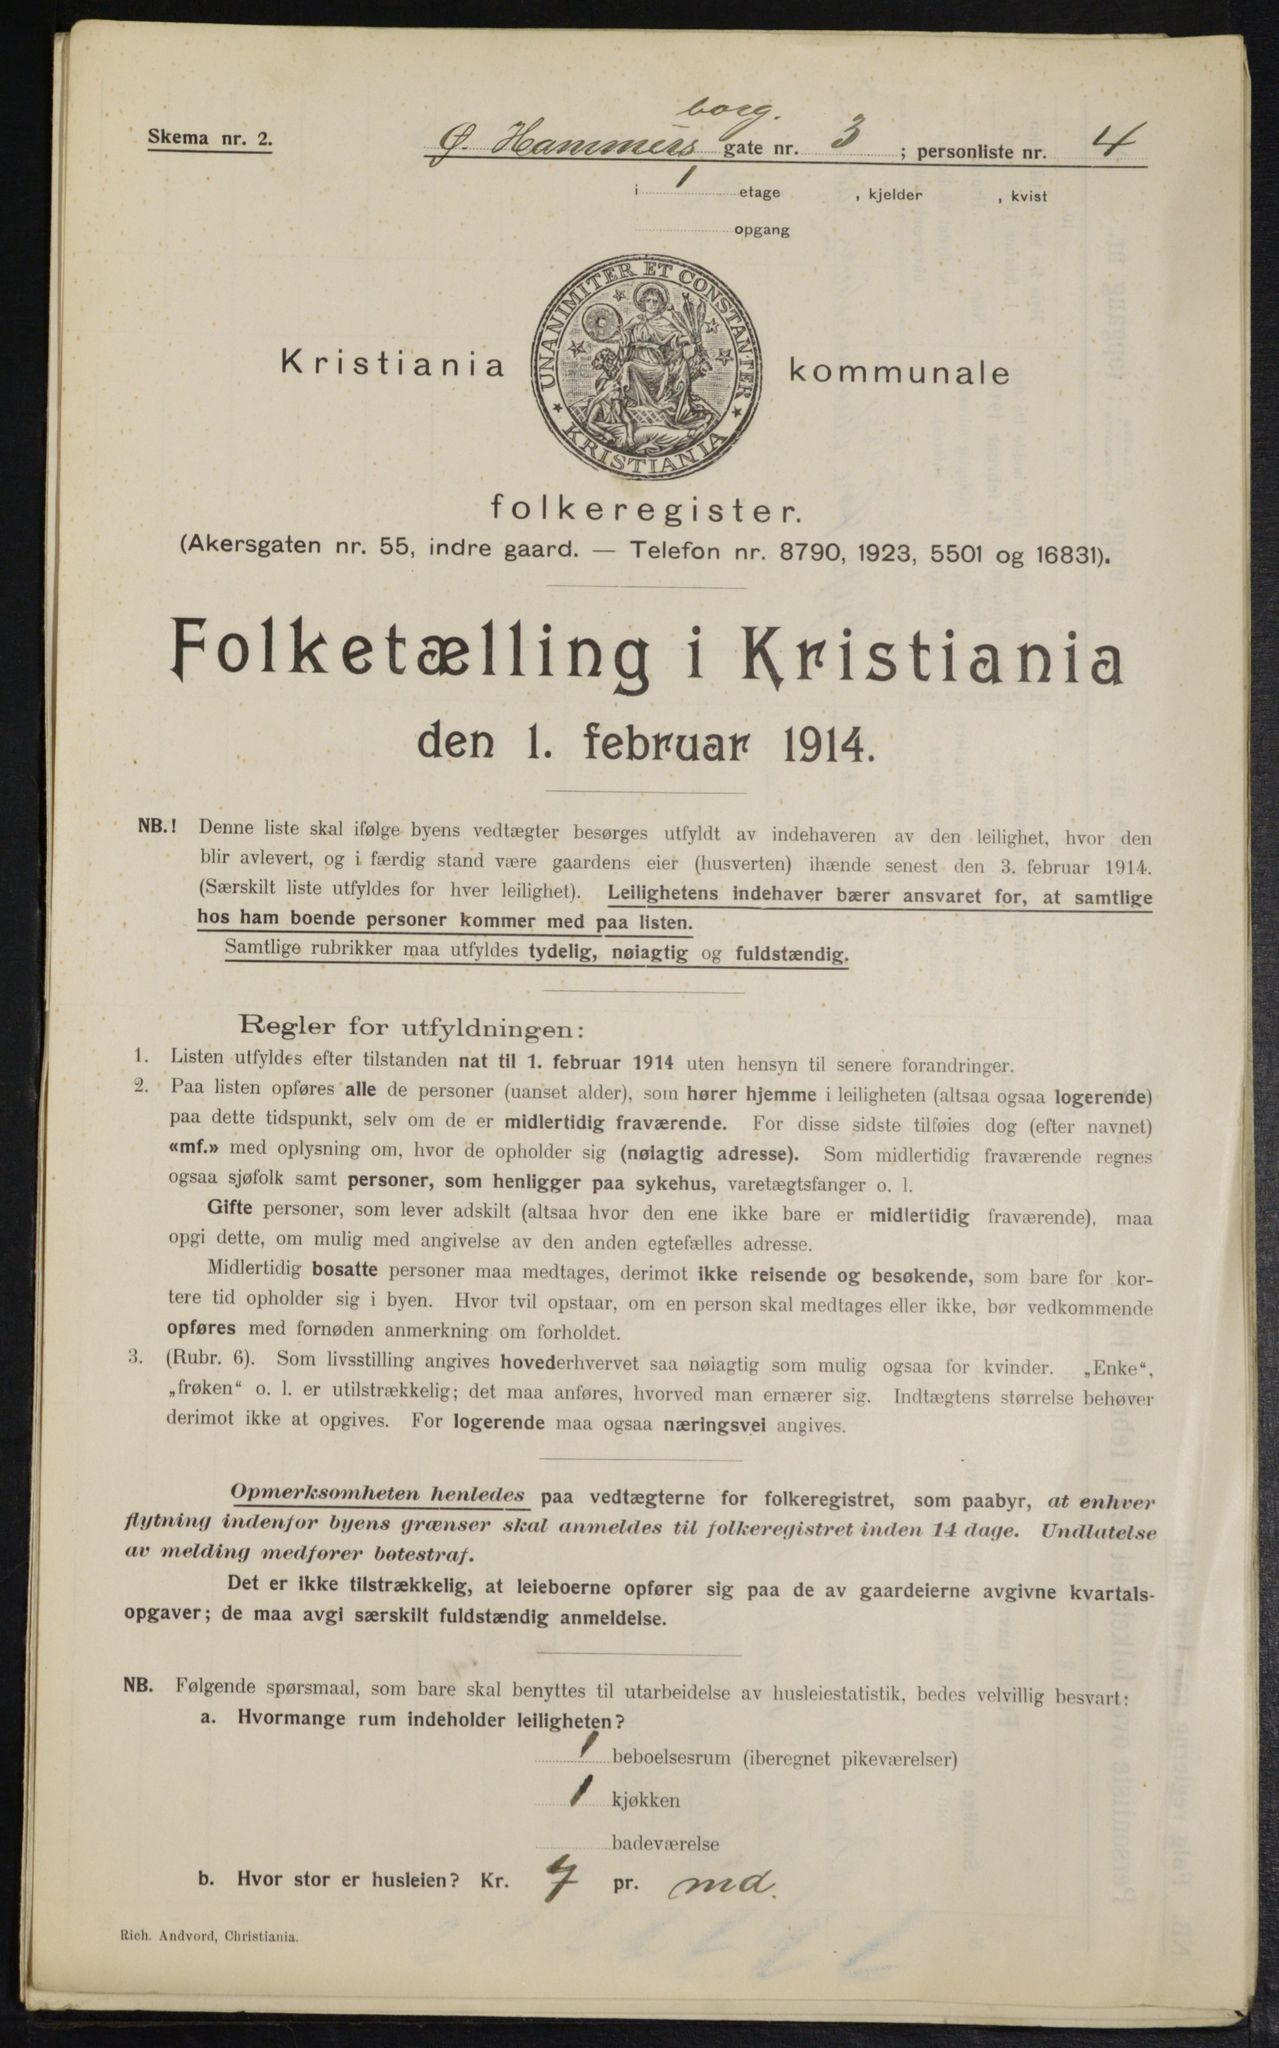 borg.
Skema nr. 2.
Ø. Hammers gate nr. 3 ; personliste nr. 4
i 1 etage , kjelder , kvist
opgang
UNANIMITER ET CONSTANTER
KRISTIANIA
Kristiania kommunale
folkeregister.
(Akersgaten nr. 55, indre gaard. — Telefon nr. 8790, 1923, 5501 og 16831).
Folketælling i Kristiania
den 1. februar 1914.
NB.! Denne liste skal ifølge byens vedtægter besørges utfyldt av indehaveren av den leilighet, hvor den
blir avlevert, og i færdig stand være gaardens eier (husverten) ihænde senest den 3. februar 1914.
(Særskilt liste utfyldes for hver leilighet). Leilighetens indehaver bærer ansvaret for, at samtlige
hos ham boende personer kommer med paa listen.
Samtlige rubrikker maa utfyldes tydelig, nøiagtig og fuldstændig.
Regler for utfyldningen:
1. Listen utfyldes efter tilstanden nat til 1. februar 1914 uten hensyn til senere forandringer.
2. Paa listen opføres alle de personer (uanset alder), som hører hjemme i leiligheten (altsaa ogsaa logerende)
paa dette tidspunkt, selv om de er midlertidig fraværende. For disse sidste tilføies dog (efter navnet)
«mf.» med oplysning om, hvor de opholder sig (nøiagtig adresse). Som midlertidig fraværende regnes
ogsaa sjøfolk samt personer, som henligger paa sykehus, varetægtsfanger o. l.
Gifte personer, som lever adskilt (altsaa hvor den ene ikke bare er midlertidig fraværende), maa
opgi dette, om mulig med angivelse av den anden egtefælles adresse.
Midlertidig bosatte personer maa medtages, derimot ikke reisende og besøkende, som bare for kor-
tere tid opholder sig i byen. Hvor tvil opstaar, om en person skal medtages eller ikke, bør vedkommende
opføres med fornøden anmerkning om forholdet.
3. (Rubr. 6). Som livsstilling angives hovederhvervet saa nøiagtig som mulig ogsaa for kvinder. „Enke“,
„frøken“ o. l. er utilstrækkelig; det maa anføres, hvorved man ernærer sig. Indtægtens størrelse behøver
derimot ikke at opgives. For logerende maa ogsaa næringsvei angives.
Opmerksomheten henledes paa vedtægterne for folkeregistret, som paabyr, at enhver
flytning indenfor byens grænser skal anmeldes til folkeregistret inden 14 dage. Undlatelse
av melding medfører bøtestraf.
Det er ikke tilstrækkelig, at leieboerne opfører sig paa de av gaardeierne avgivne kvartals-
opgaver; de maa avgi særskilt fuldstændig anmeldelse.
NB. Følgende spørsmaal, som bare skal benyttes til utarbeidelse av husleiestatistik, bedes velvillig besvart:
a. Hvormange rum indeholder leiligheten?
1 beboelsesrum (iberegnet pikeværelser)
1 kjøkken
badeværelse
b. Hvor stor er husleien? Kr. 7 pr. md.
Rich. Andvord, Christiania.